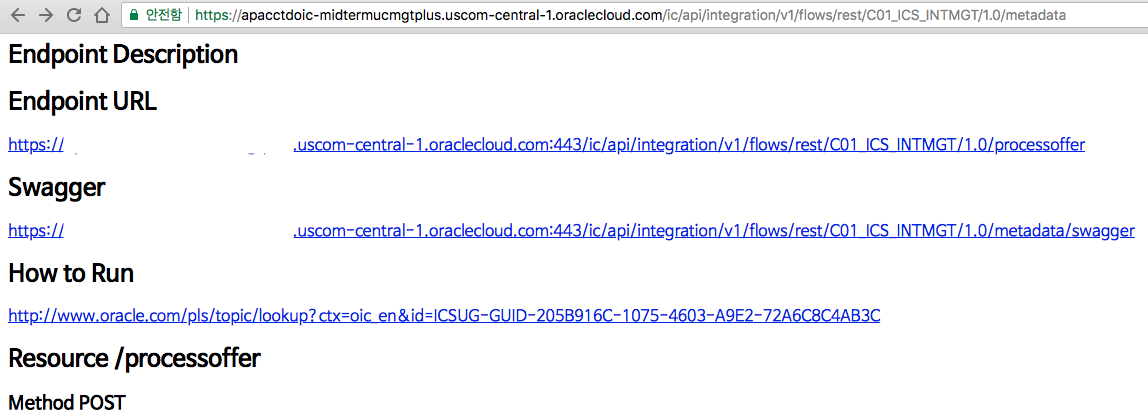 안전함 https://apacctdoic-midtermucmgtplus.uscom-central-1.oraclecloud.com/ic/api/integration/v1/flows/rest/C01_ICS_INTMGT/1.0/metadata
Endpoint Description
Endpoint URL
https:// .uscom-central-1.oraclecloud.com:443/ic/api/integration/v1/flows/rest/C01_ICS_INTMGT/1.0/processoffer
Swagger
https:// .uscom-central-1.oraclecloud.com:443/ic/api/integration/v1/flows/rest/C01_ICS_INTMGT/1.0/metadata/swagger
How to Run
http://www.oracle.com/pls/topic/lookup?ctx=oic_en&id=ICSUG-GUID-205B916C-1075-4603-A9E2-72A6C8C4AB3C
Resource /processoffer
Method POST